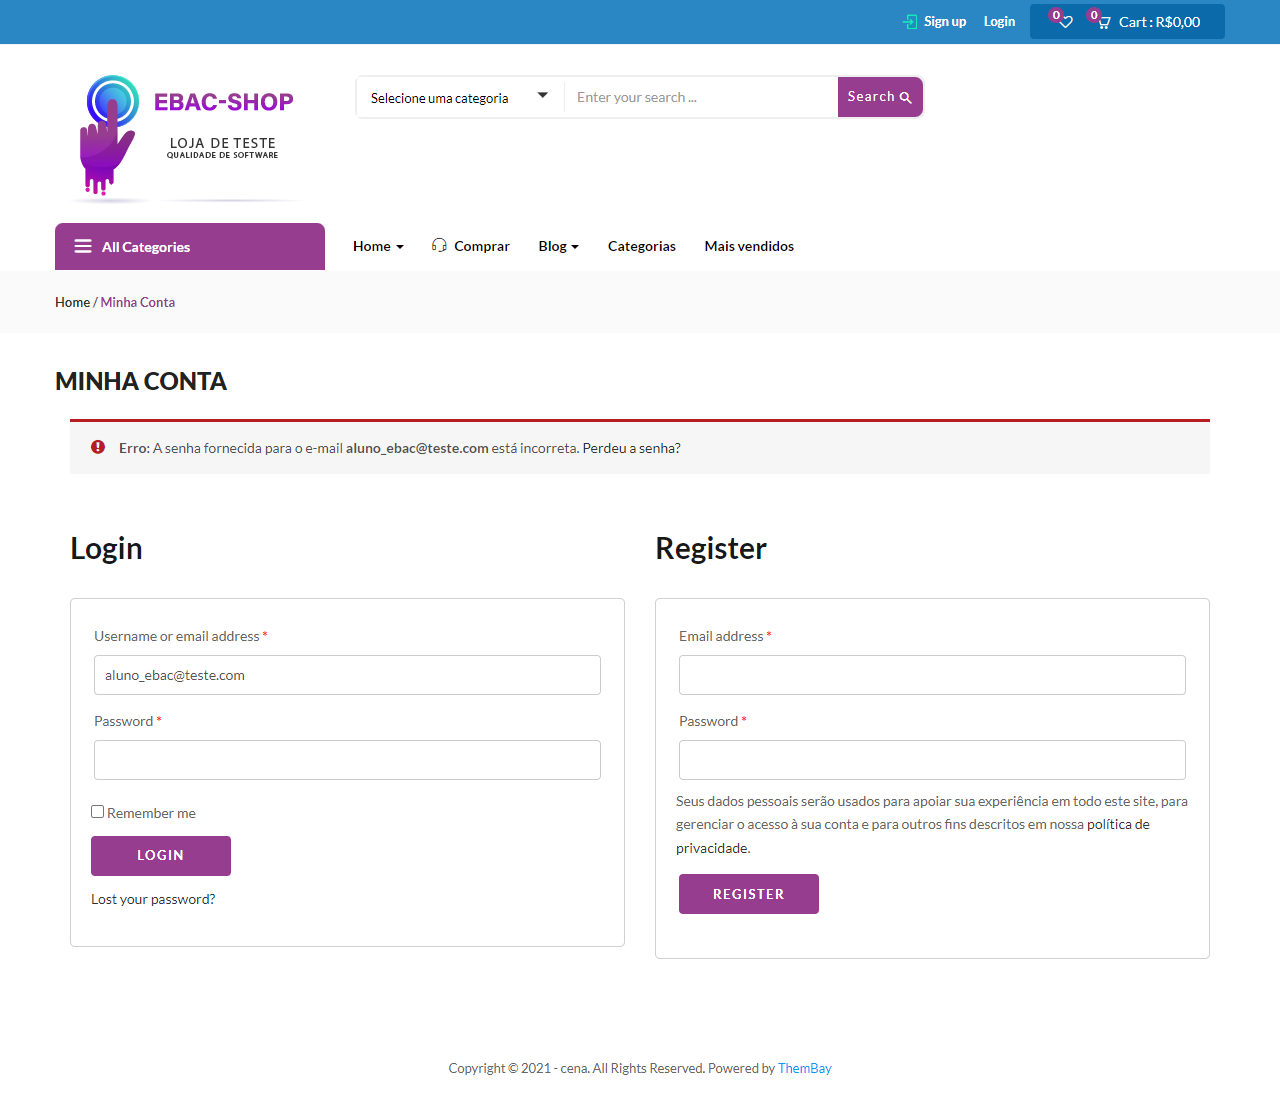 Sign up Login 0 0 Cart : R$0,00
EBAC-SHOP
LOJA DE TESTE
QUALIDADE DE SOFTWARE
Selecione uma categoria Enter your search ... Search
All Categories Home Comprar Blog Categorias Mais vendidos
Home / Minha Conta
MINHA CONTA
Erro: A senha fornecida para o e-mail aluno_ebac@teste.com está incorreta. Perdeu a senha?
Login
Username or email address *
aluno_ebac@teste.com
Password *
Remember me
LOGIN
Lost your password?
Register
Email address *
Password *
Seus dados pessoais serão usados para apoiar sua experiência em todo este site, para
gerenciar o acesso à sua conta e para outros fins descritos em nossa política de
privacidade.
REGISTER
Copyright © 2021 - cena. All Rights Reserved. Powered by ThemBay